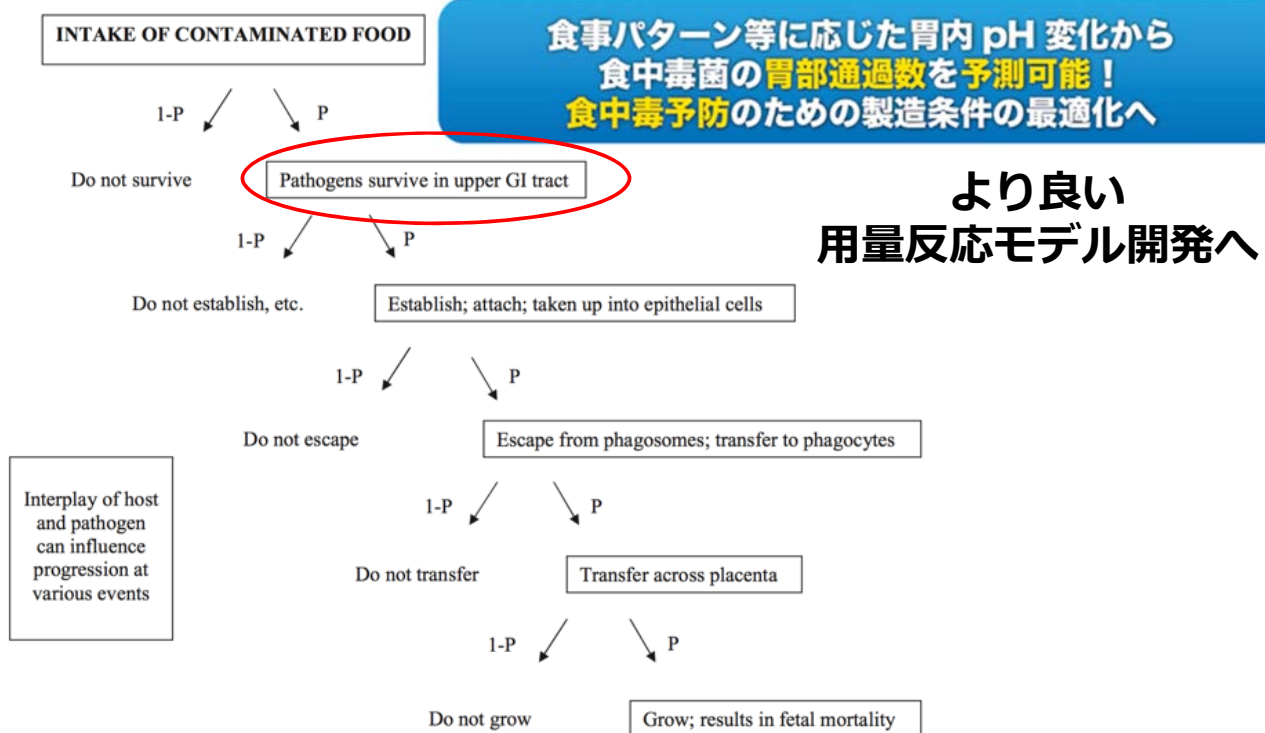 INTAKE OF CONTAMINATED FOOD
食事パターン等に応じた胃内 pH 変化から
食中毒菌の胃部通過数を予測可能！
食中毒予防のための製造条件の最適化へ
1-P
P
Do not survive
Pathogens survive in upper GI tract
より良い
用量反応モデル開発へ
1-P
P
Do not establish, etc.
Establish; attach; taken up into epithelial cells
1-P
P
Do not escape
Escape from phagosomes; transfer to phagocytes
Interplay of host
and pathogen
can influence
progression at
various events
1-P
P
Do not transfer
Transfer across placenta
1-P
P
Do not grow
Grow; results in fetal mortality